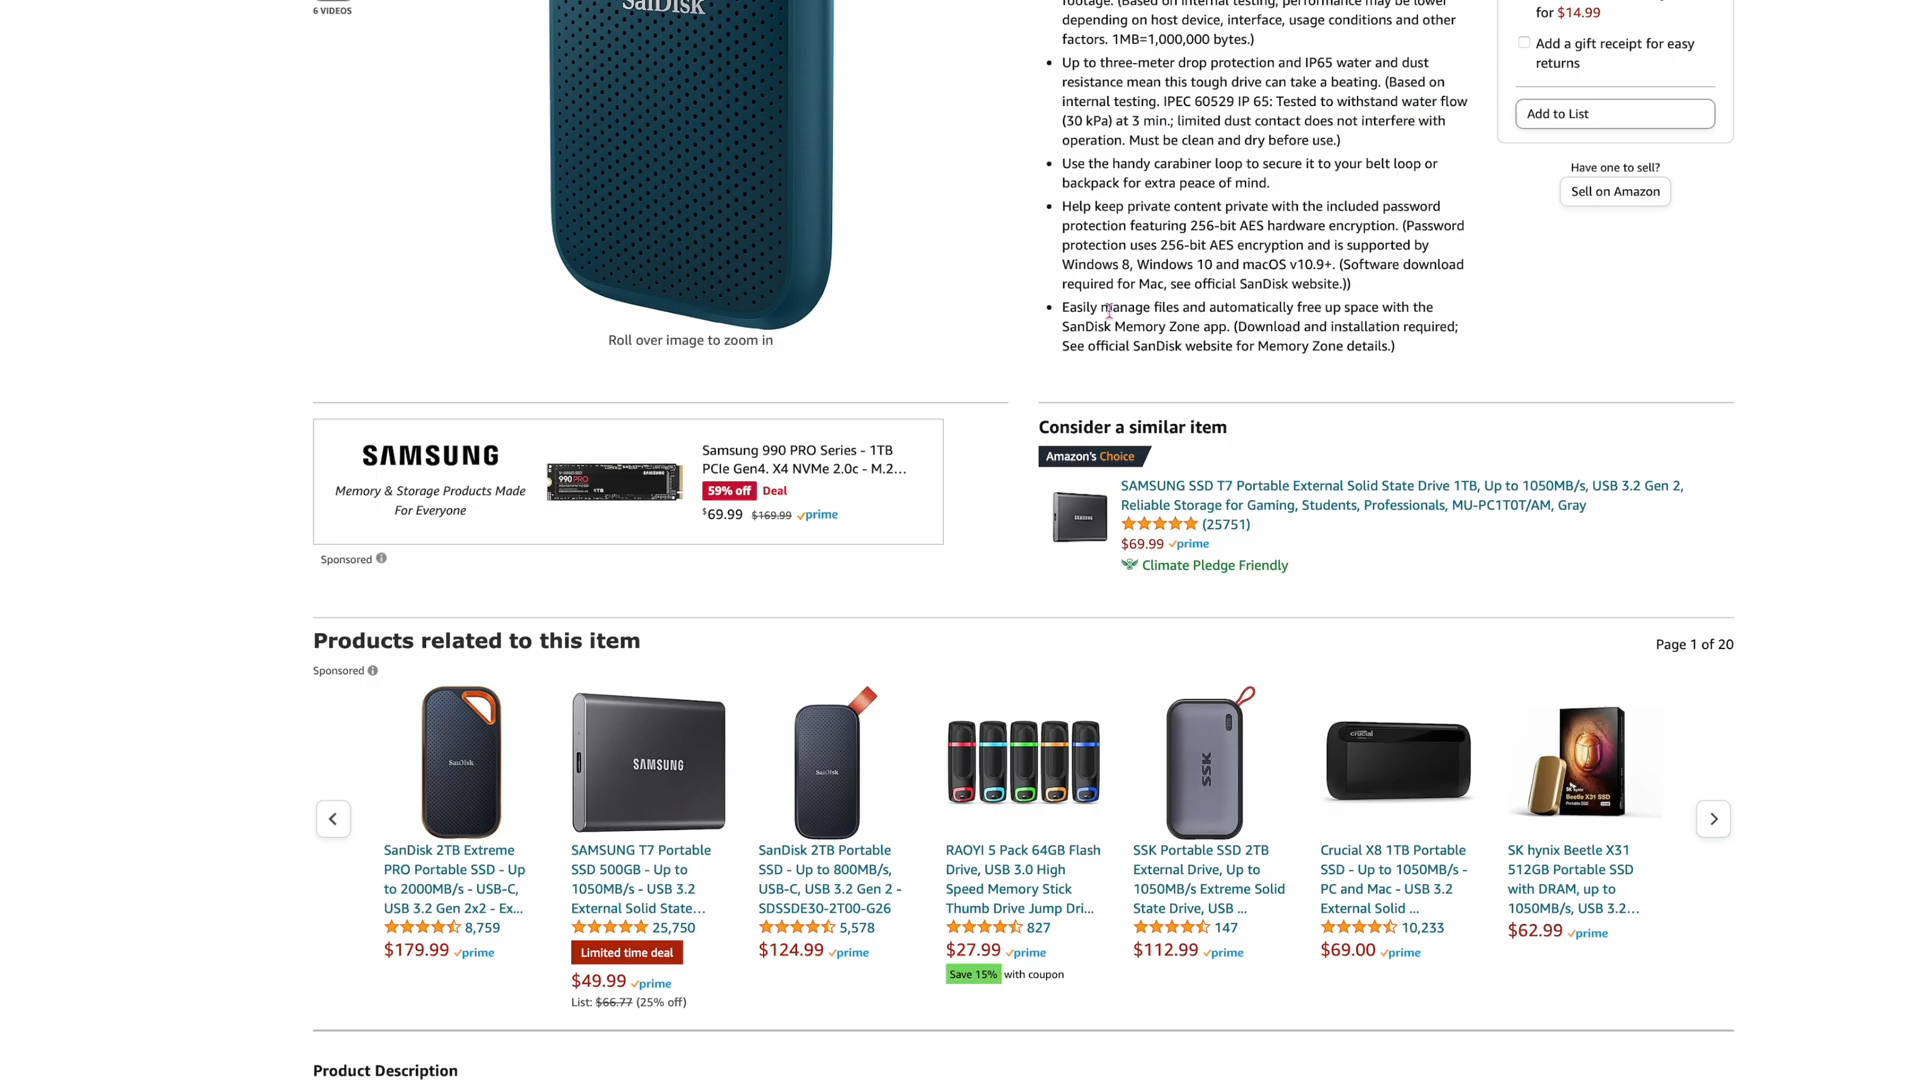 6 VIDEOS
SanDisk
footage. (Based on internal testing; performance may be lower
depending on host device, interface, usage conditions and other
factors. 1MB=1,000,000 bytes.)
Up to three-meter drop protection and IP65 water and dust
resistance mean this tough drive can take a beating. (Based on
internal testing. IPEC 60529 IP 65: Tested to withstand water flow
(30 kPa) at 3 min.; limited dust contact does not interfere with
operation. Must be clean and dry before use.)
Use the handy carabiner loop to secure it to your belt loop or
backpack for extra peace of mind.
Help keep private content private with the included password
protection featuring 256-bit AES hardware encryption. (Password
protection uses 256-bit AES encryption and is supported by
Windows 8, Windows 10 and macOS v10.9+. (Software download
required for Mac, see official SanDisk website.))
Easily manage files and automatically free up space with the
SanDisk Memory Zone app. (Download and installation required;
See official SanDisk website for Memory Zone details.)
for $14.99
Add a gift receipt for easy
returns
Add to List
Have one to sell?
Sell on Amazon
Roll over image to zoom in
SAMSUNG
Memory & Storage Products Made
For Everyone
990 PRO
1TB
Samsung 990 PRO Series - 1TB
PCIe Gen4. X4 NVMe 2.0c - M.2...
59% off Deal
$69.99 $169.99 prime
Sponsored
Consider a similar item
Amazon's Choice
SAMSUNG
SAMSUNG SSD T7 Portable External Solid State Drive 1TB, Up to 1050MB/s, USB 3.2 Gen 2,
Reliable Storage for Gaming, Students, Professionals, MU-PC1T0T/AM, Gray
(25751)
$69.99 prime
Climate Pledge Friendly
Products related to this item
Page 1 of 20
Sponsored
SanDisk
SanDisk 2TB Extreme
PRO Portable SSD - Up
to 2000MB/s - USB-C,
USB 3.2 Gen 2x2 - Ex...
8,759
$179.99 prime
SAMSUNG
SAMSUNG T7 Portable
SSD 500GB - Up to
1050MB/s - USB 3.2
External Solid State...
25,750
Limited time deal
$49.99 prime
List: $66.77 (25% off)
SanDisk
SanDisk 2TB Portable
SSD - Up to 800MB/s,
USB-C, USB 3.2 Gen 2 -
SDSSDE30-2T00-G26
5,578
$124.99 prime
RAOYI 5 Pack 64GB Flash
Drive, USB 3.0 High
Speed Memory Stick
Thumb Drive Jump Dri...
827
$27.99 prime
Save 15% with coupon
SSK
SSK Portable SSD 2TB
External Drive, Up to
1050MB/s Extreme Solid
State Drive, USB ...
147
$112.99 prime
crucial
Crucial X8 1TB Portable
SSD - Up to 1050MB/s -
PC and Mac - USB 3.2
External Solid ...
10,233
$69.00 prime
SK hynix
Beetle X31 SSD
Portable SSD
SK hynix Beetle X31
512GB Portable SSD
with DRAM, up to
1050MB/s, USB 3.2...
$62.99 prime
Product Description